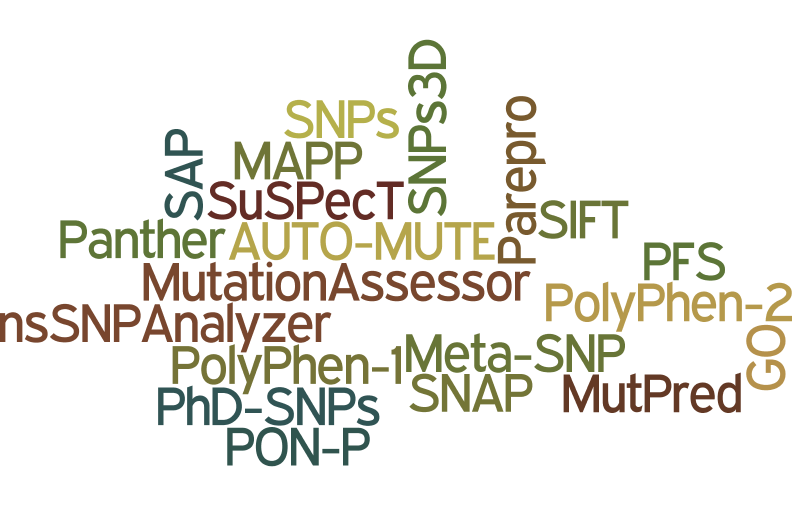 SNPs3D
SNPs
Parepro
SAP
MAPP
SuSPecT
SIFT
Panther
AUTO-MUTE
PFS
MutationAssessor
PolyPhen-2
nsSNPAnalyzer
GO
PolyPhen-1
Meta-SNP
SNAP
MutPred
PhD-SNPs
PON-P